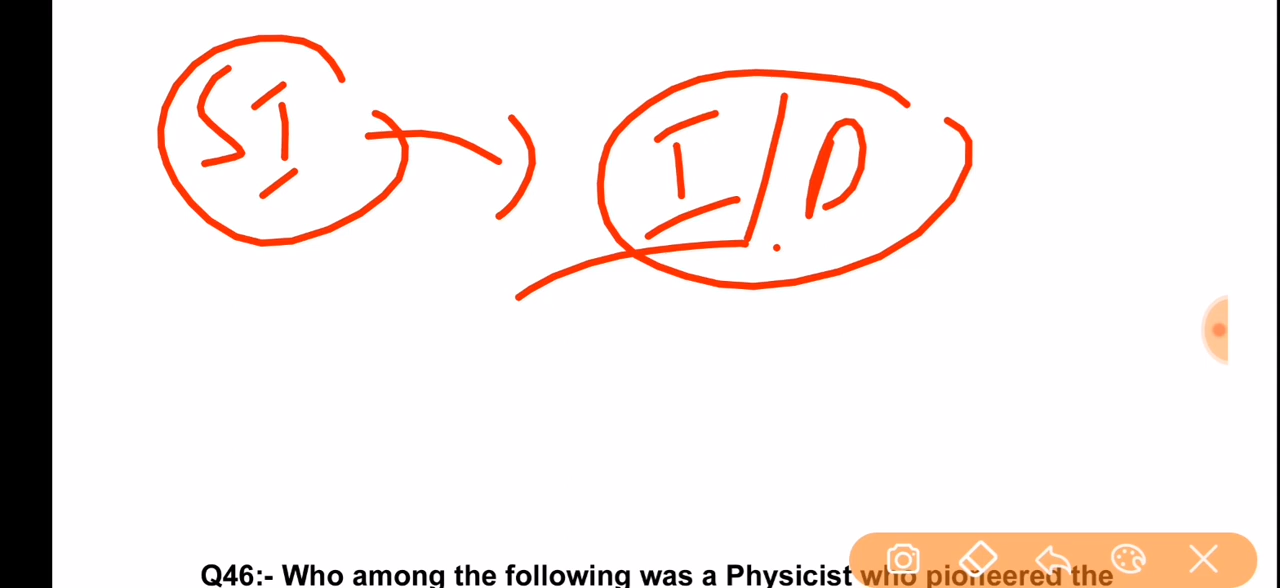 SI → I/D
Q46:- Who among the following was a Physicist who pioneered the